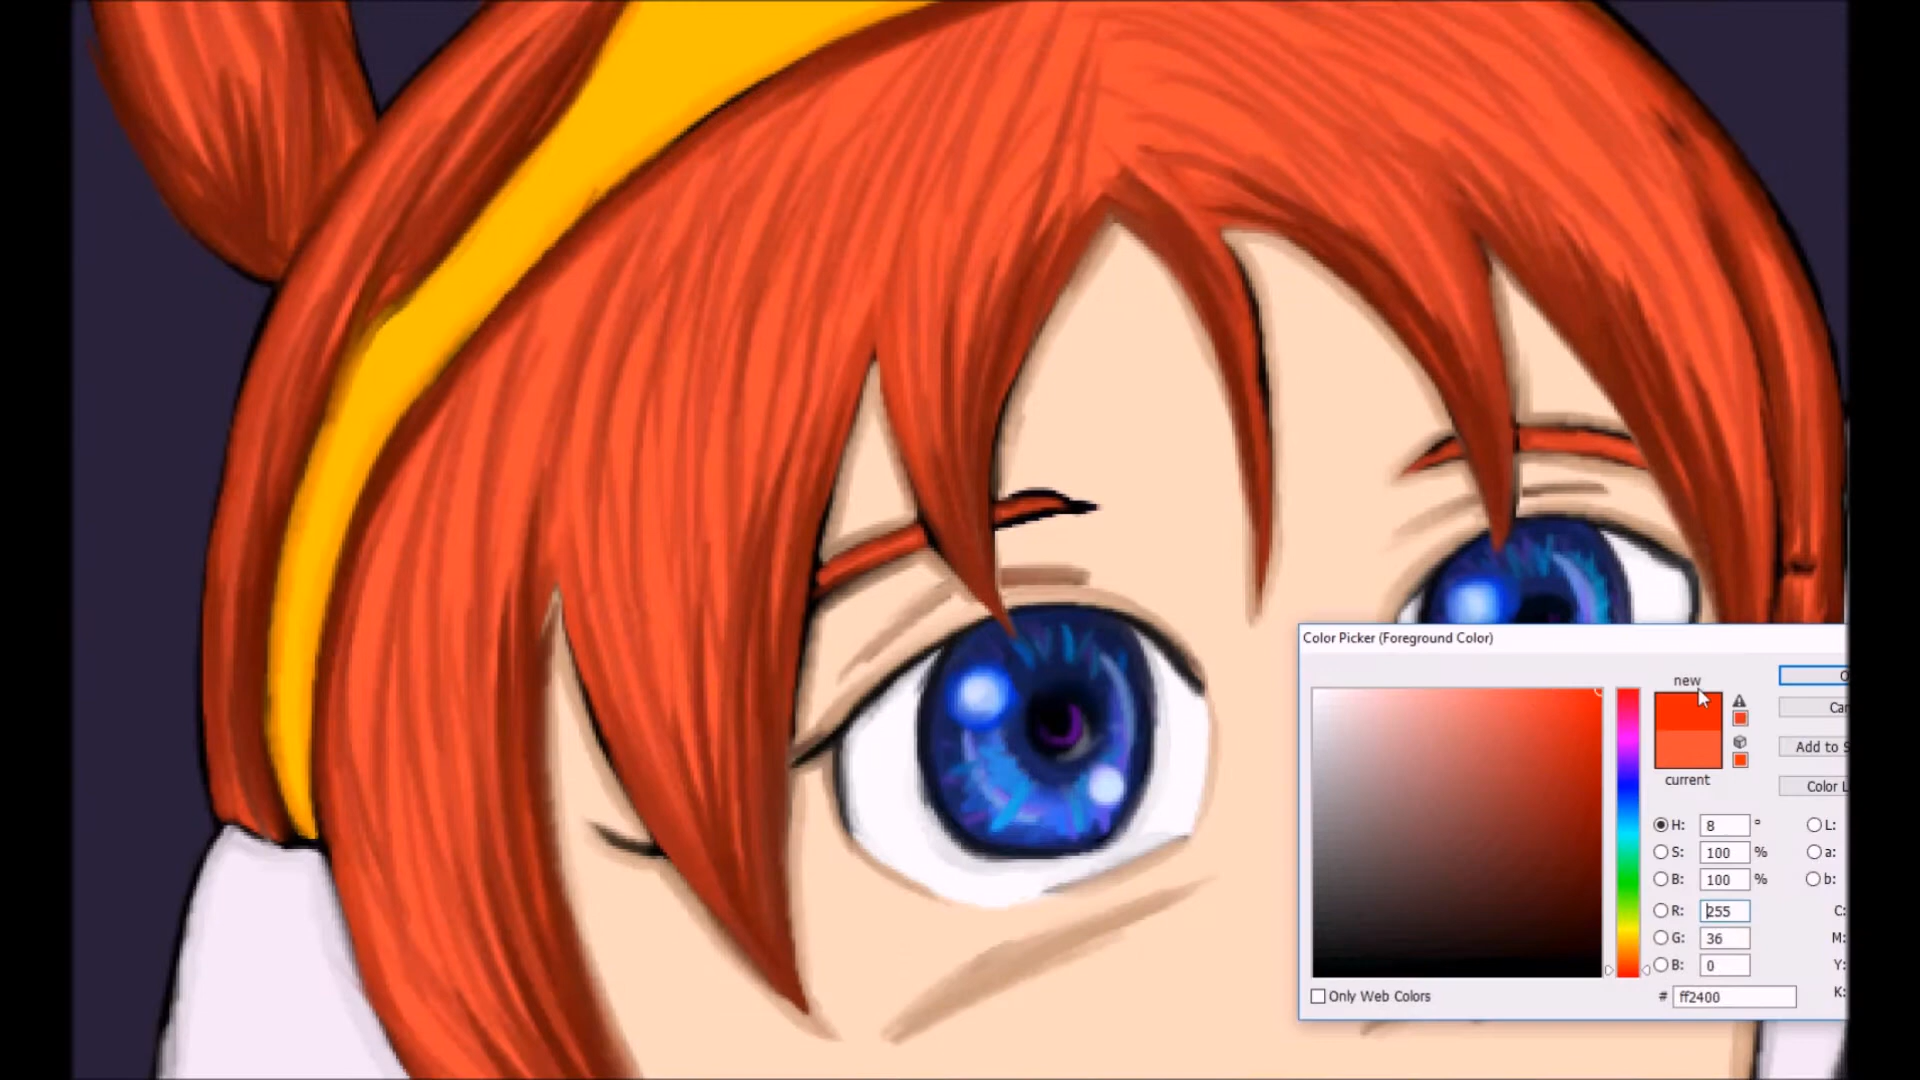 Color Picker (Foreground Color)
new
current
Add to
Color
H: 8 °
S: 100 %
B: 100 %
R: 255
G: 36
B: 0
# ff2400
L:
a:
b:
C:
M:
Y:
K:
Only Web Colors